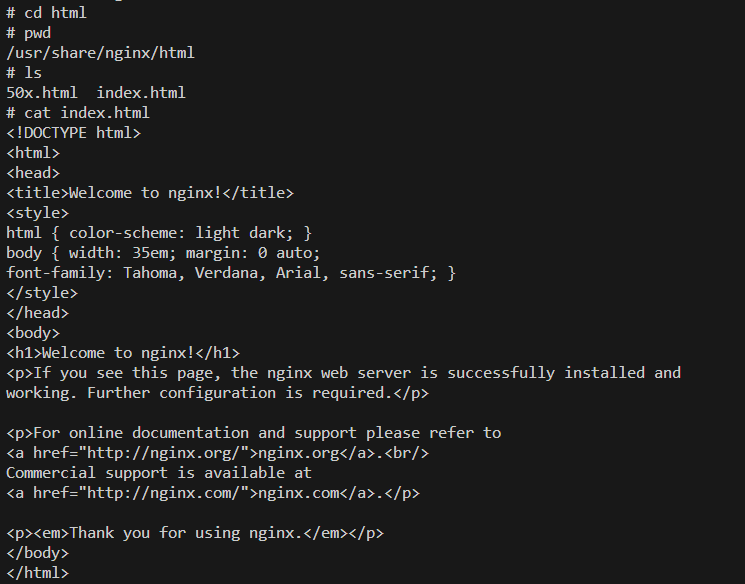 # cd html
# pwd
/usr/share/nginx/html
# ls
50x.html  index.html
# cat index.html
<!DOCTYPE html>
<html>
<head>
<title>Welcome to nginx!</title>
<style>
html { color-scheme: light dark; }
body { width: 35em; margin: 0 auto;
font-family: Tahoma, Verdana, Arial, sans-serif; }
</style>
</head>
<body>
<h1>Welcome to nginx!</h1>
<p>If you see this page, the nginx web server is successfully installed and
working. Further configuration is required.</p>

<p>For online documentation and support please refer to
<a href="http://nginx.org/">nginx.org</a>.<br/>
Commercial support is available at
<a href="http://nginx.com/">nginx.com</a>.</p>

<p><em>Thank you for using nginx.</em></p>
</body>
</html>